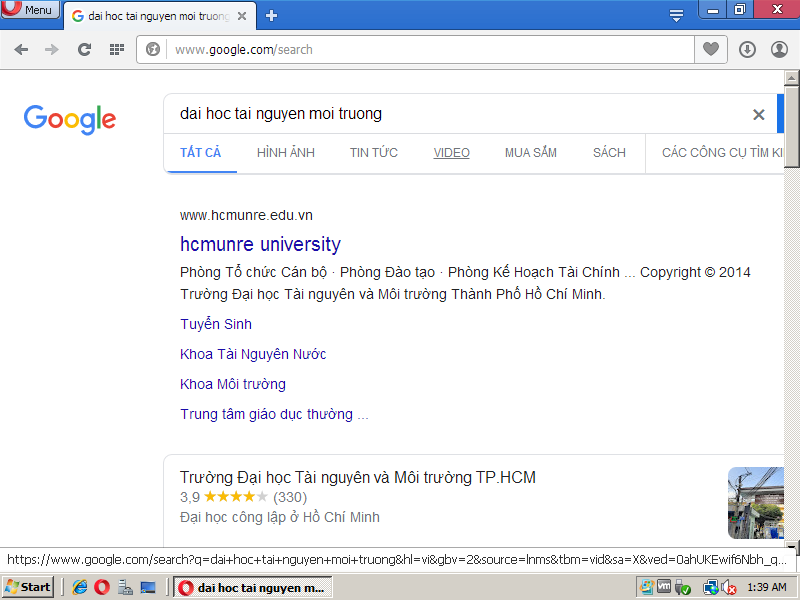 Menu
dai hoc tai nguyen moi truong
www.google.com/search
Google
dai hoc tai nguyen moi truong
TẤT CẢ HÌNH ẢNH TIN TỨC VIDEO MUA SẮM SÁCH CÁC CÔNG CỤ TÌM KI
www.hcmunre.edu.vn
hcmunre university
Phòng Tổ chức Cán bộ · Phòng Đào tạo · Phòng Kế Hoạch Tài Chính ... Copyright © 2014
Trường Đại học Tài nguyên và Môi trường Thành Phố Hồ Chí Minh.
Tuyển Sinh
Khoa Tài Nguyên Nước
Khoa Môi trường
Trung tâm giáo dục thường ...
Trường Đại học Tài nguyên và Môi trường TP.HCM
3,9 (330)
Đại học công lập ở Hồ Chí Minh
https://www.google.com/search?q=dai+hoc+tai+nguyen+moi+truong&hl=vi&gbv=2&source=lnms&tbm=vid&sa=X&ved=0ahUKEwif6Nbh_q...
Start dai hoc tai nguyen m... 1:39 AM